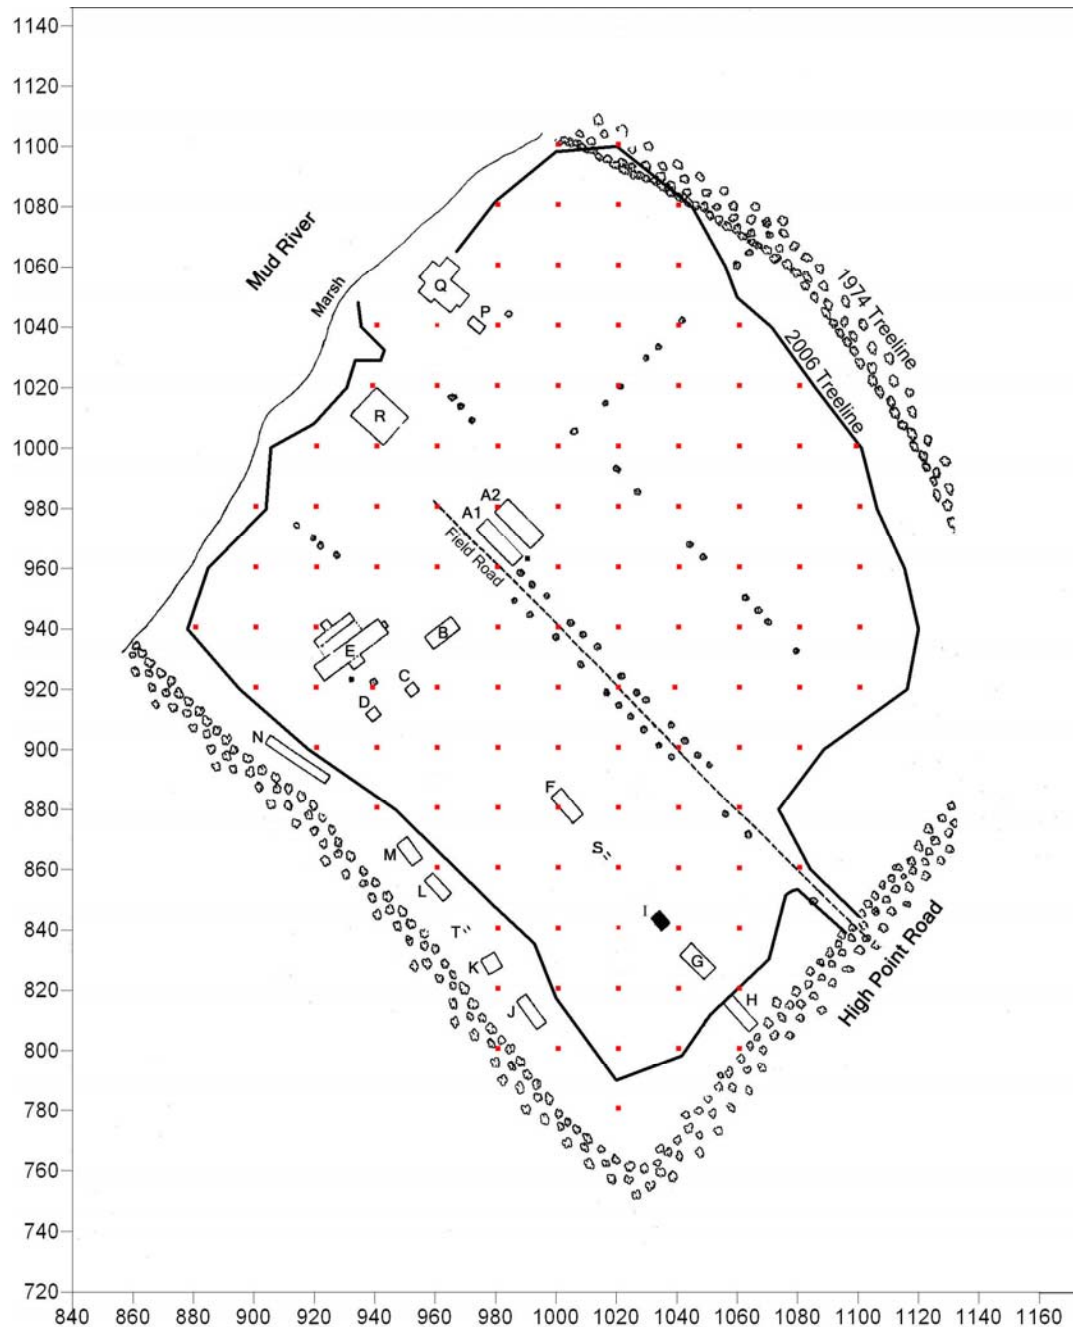 1140
1120
1100
1080
1060
1040
1020
1000
980
960
940
920
900
880
860
840
820
800
780
760
740
720
Mud River
Marsh
1974 Treeline
2006 Treeline
Q
P
R
A2
A1
Field Road
B
E
C
D
N
F
S
M
L
I
T
G
K
H
J
High Point Road
840 860 880 900 920 940 960 980 1000 1020 1040 1060 1080 1100 1120 1140 1160